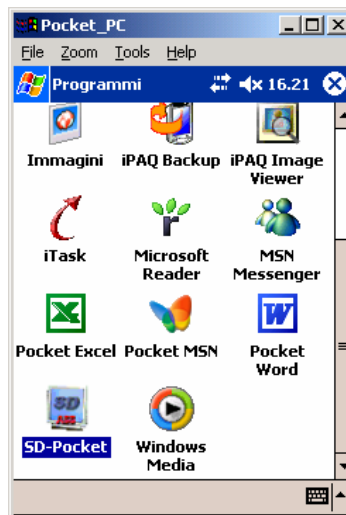 Pocket_PC
File Zoom Tools Help
Programmi 16.21
Immagini iPAQ Backup iPAQ Image
Viewer
iTask Microsoft MSN
Reader Messenger
Pocket Excel Pocket MSN Pocket
Word
SD
SD-Pocket Windows
Media